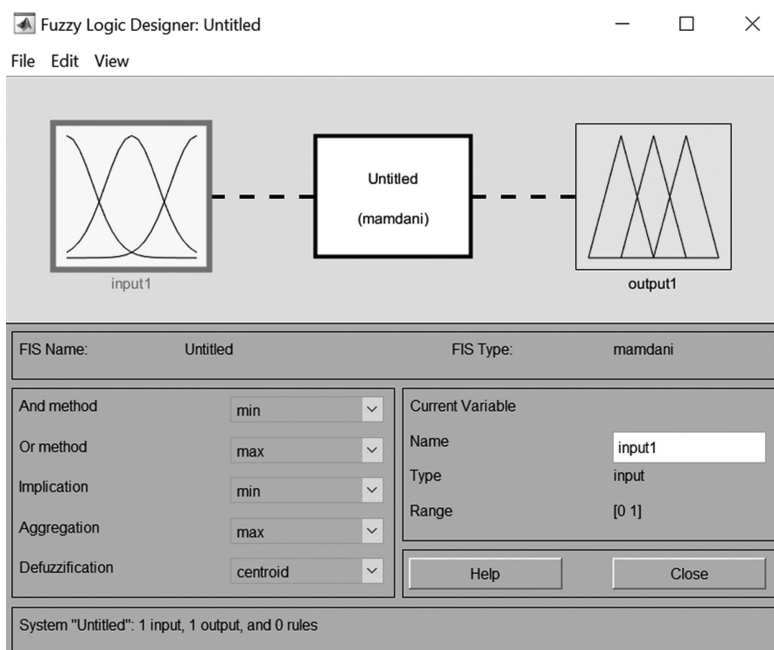 Fuzzy Logic Designer: Untitled
File Edit View
Untitled
(mamdani)
input1
output1
FIS Name: Untitled FIS Type: mamdani
And method min
Or method max
Implication min
Aggregation max
Defuzzification centroid
Current Variable
Name input1
Type input
Range [0 1]
Help Close
System "Untitled": 1 input, 1 output, and 0 rules